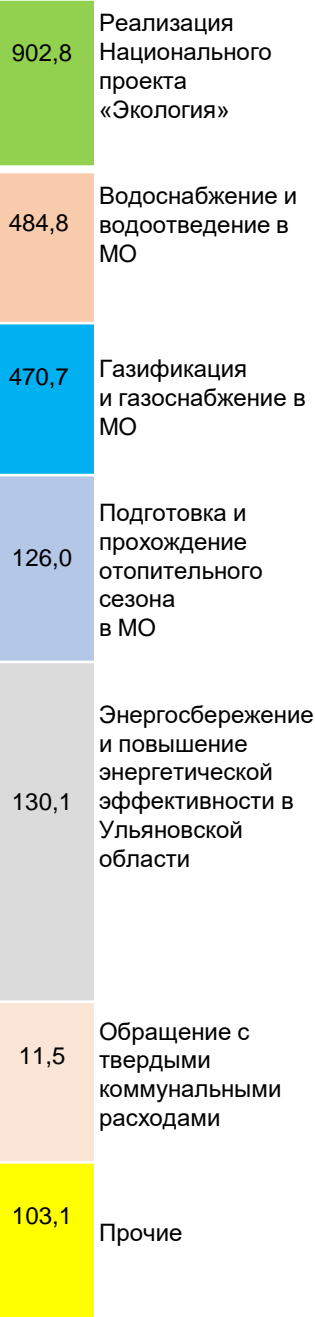 902,8
Реализация
Национального
проекта
«Экология»
484,8
Водоснабжение и
водоотведение в
МО
470,7
Газификация
и газоснабжение в
МО
126,0
Подготовка и
прохождение
отопительного
сезона
в МО
130,1
Энергосбережение
и повышение
энергетической
эффективности в
Ульяновской
области
11,5
Обращение с
твердыми
коммунальными
расходами
103,1
Прочие